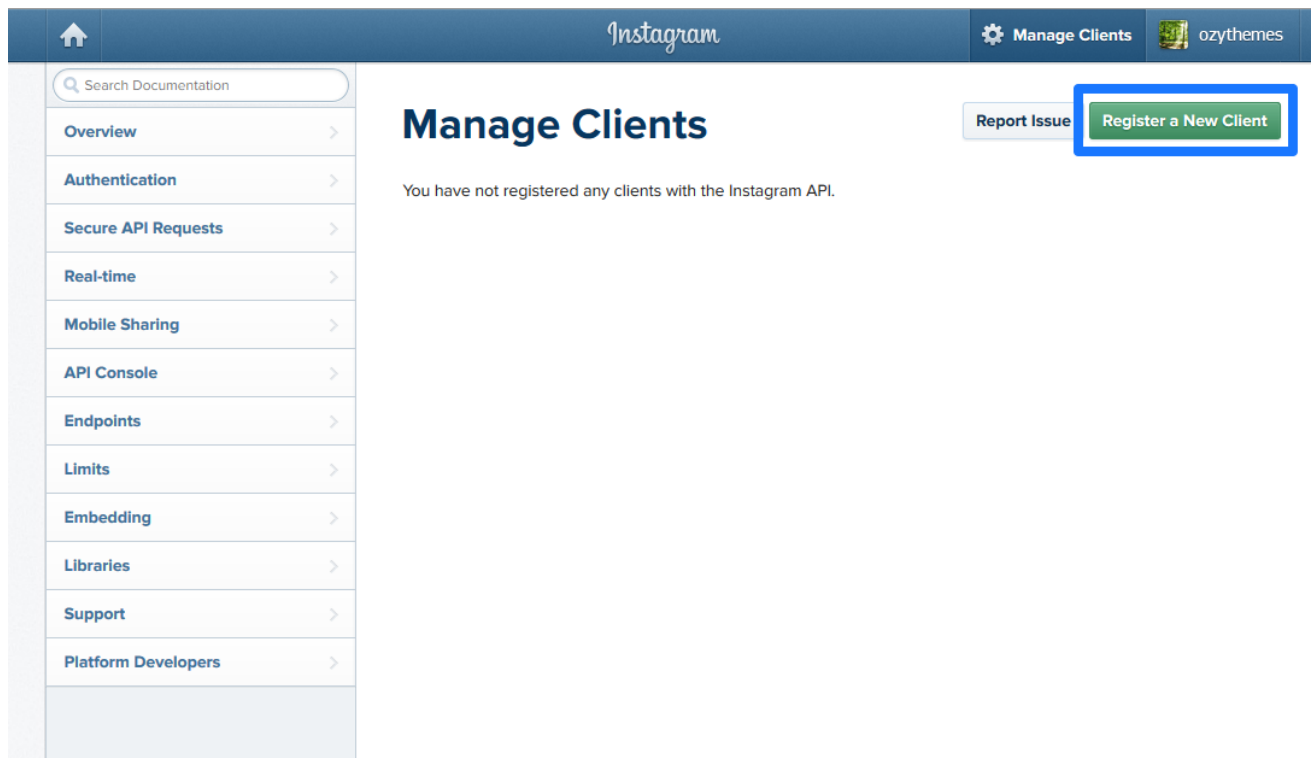 Instagram
Manage Clients
ozythemes
Search Documentation
Overview
Authentication
Secure API Requests
Real-time
Mobile Sharing
API Console
Endpoints
Limits
Embedding
Libraries
Support
Platform Developers
Manage Clients
Report Issue
Register a New Client
You have not registered any clients with the Instagram API.